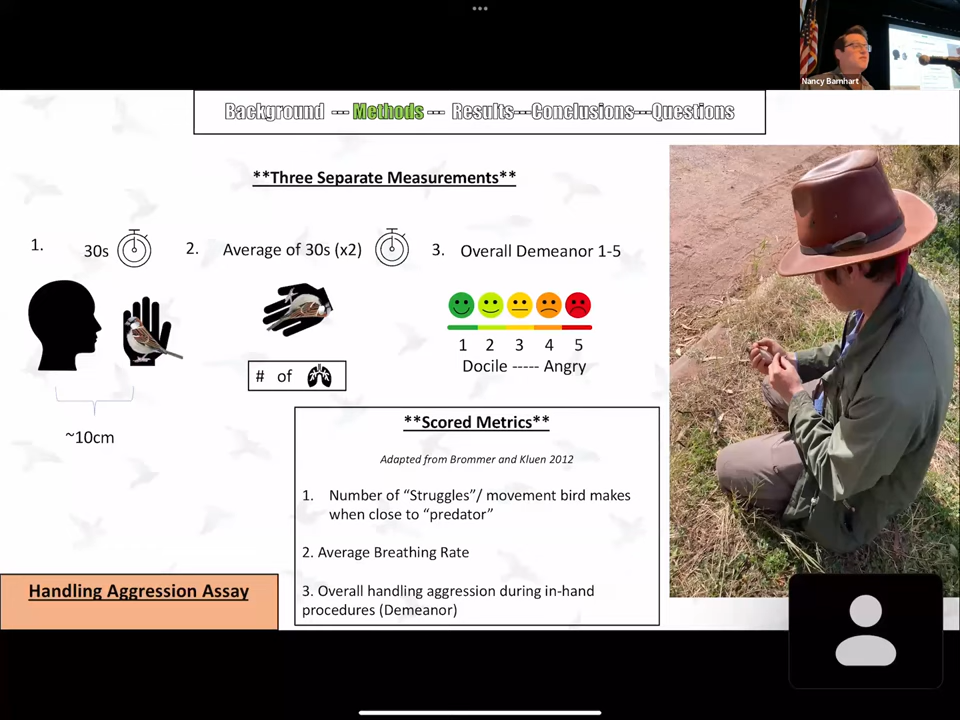 Nancy Barnhart
Background --- Methods --- Results---Conclusions---Questions
**Three Separate Measurements**
1.
30s
2.
Average of 30s (x2)
3.
Overall Demeanor 1-5
1 2 3 4 5
Docile ----- Angry
# of
~10cm
**Scored Metrics**
Adapted from Brommer and Kluen 2012
1. Number of “Struggles”/ movement bird makes
when close to “predator”
2. Average Breathing Rate
3. Overall handling aggression during in-hand
procedures (Demeanor)
Handling Aggression Assay